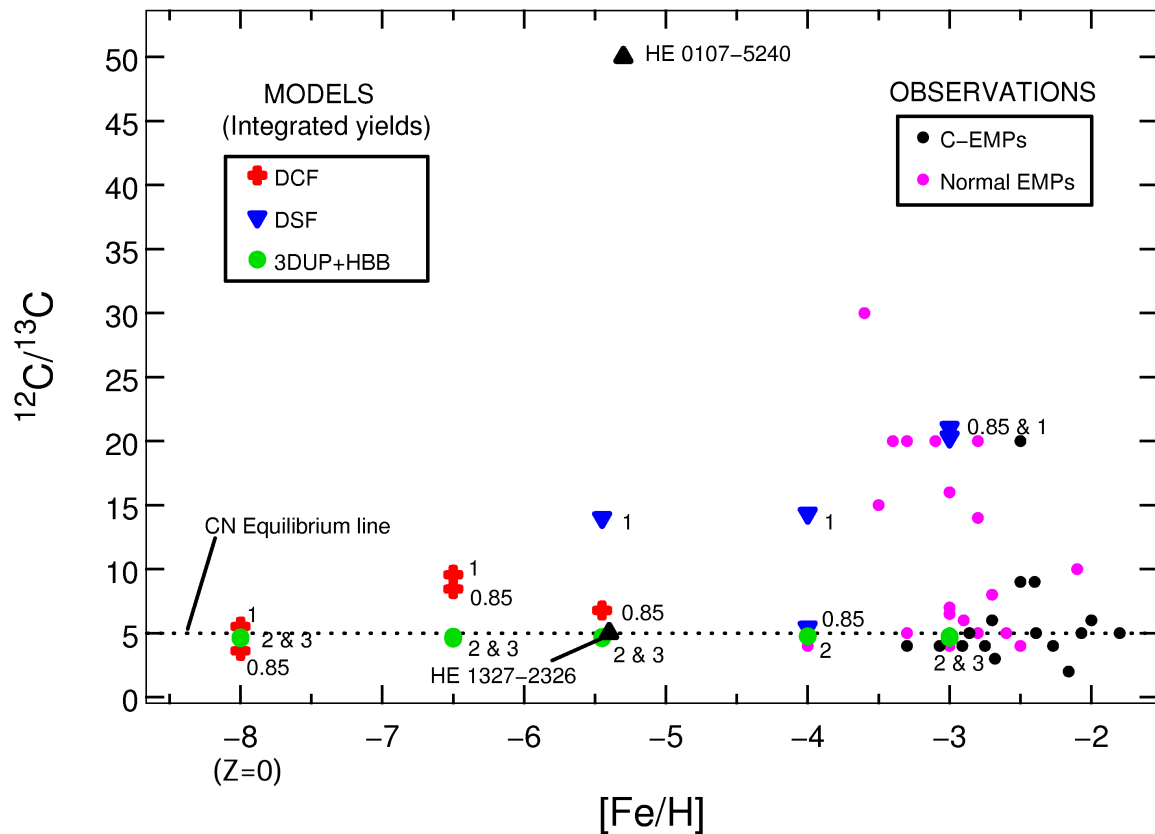 50
45
40
35
30
25
20
15
10
5
0
12C/13C
HE 0107−5240
MODELS
(Integrated yields)
DCF
DSF
3DUP+HBB
OBSERVATIONS
C−EMPs
Normal EMPs
0.85 & 1
CN Equilibrium line
1
1
1
0.85
0.85
0.85
1
2 & 3
0.85
2 & 3
2 & 3
2
2 & 3
HE 1327−2326
−8
−7
−6
−5
−4
−3
−2
(Z=0)
[Fe/H]